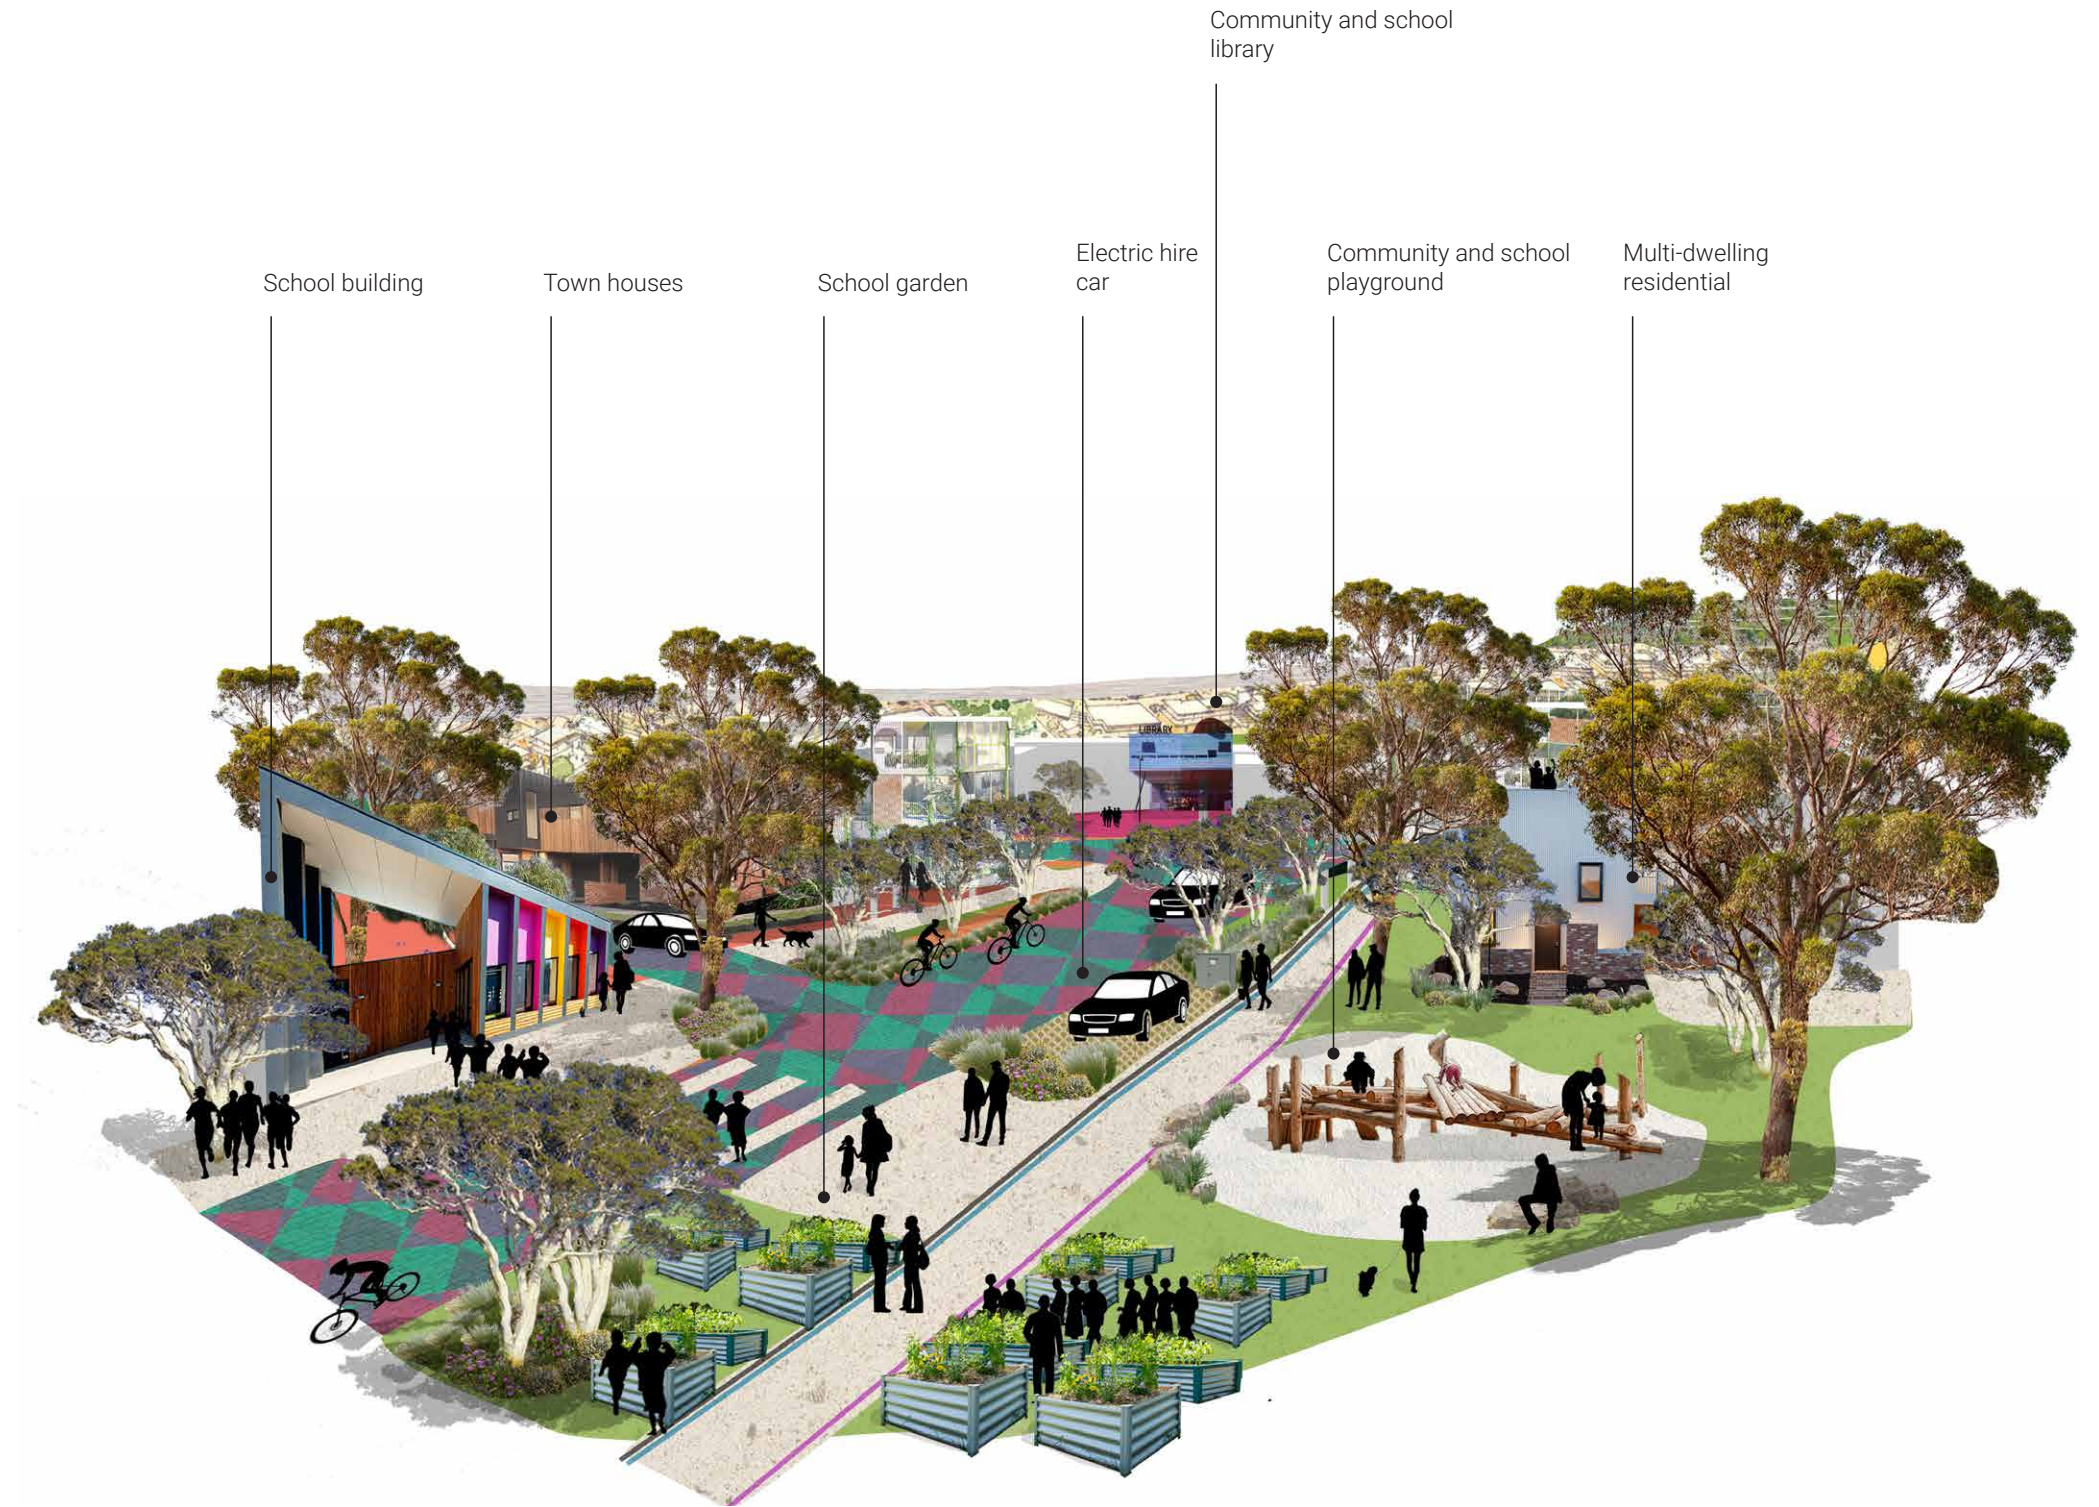 Community and school
library
School building
Town houses
School garden
Electric hire
car
Community and school
playground
Multi-dwelling
residential
LIBRARY